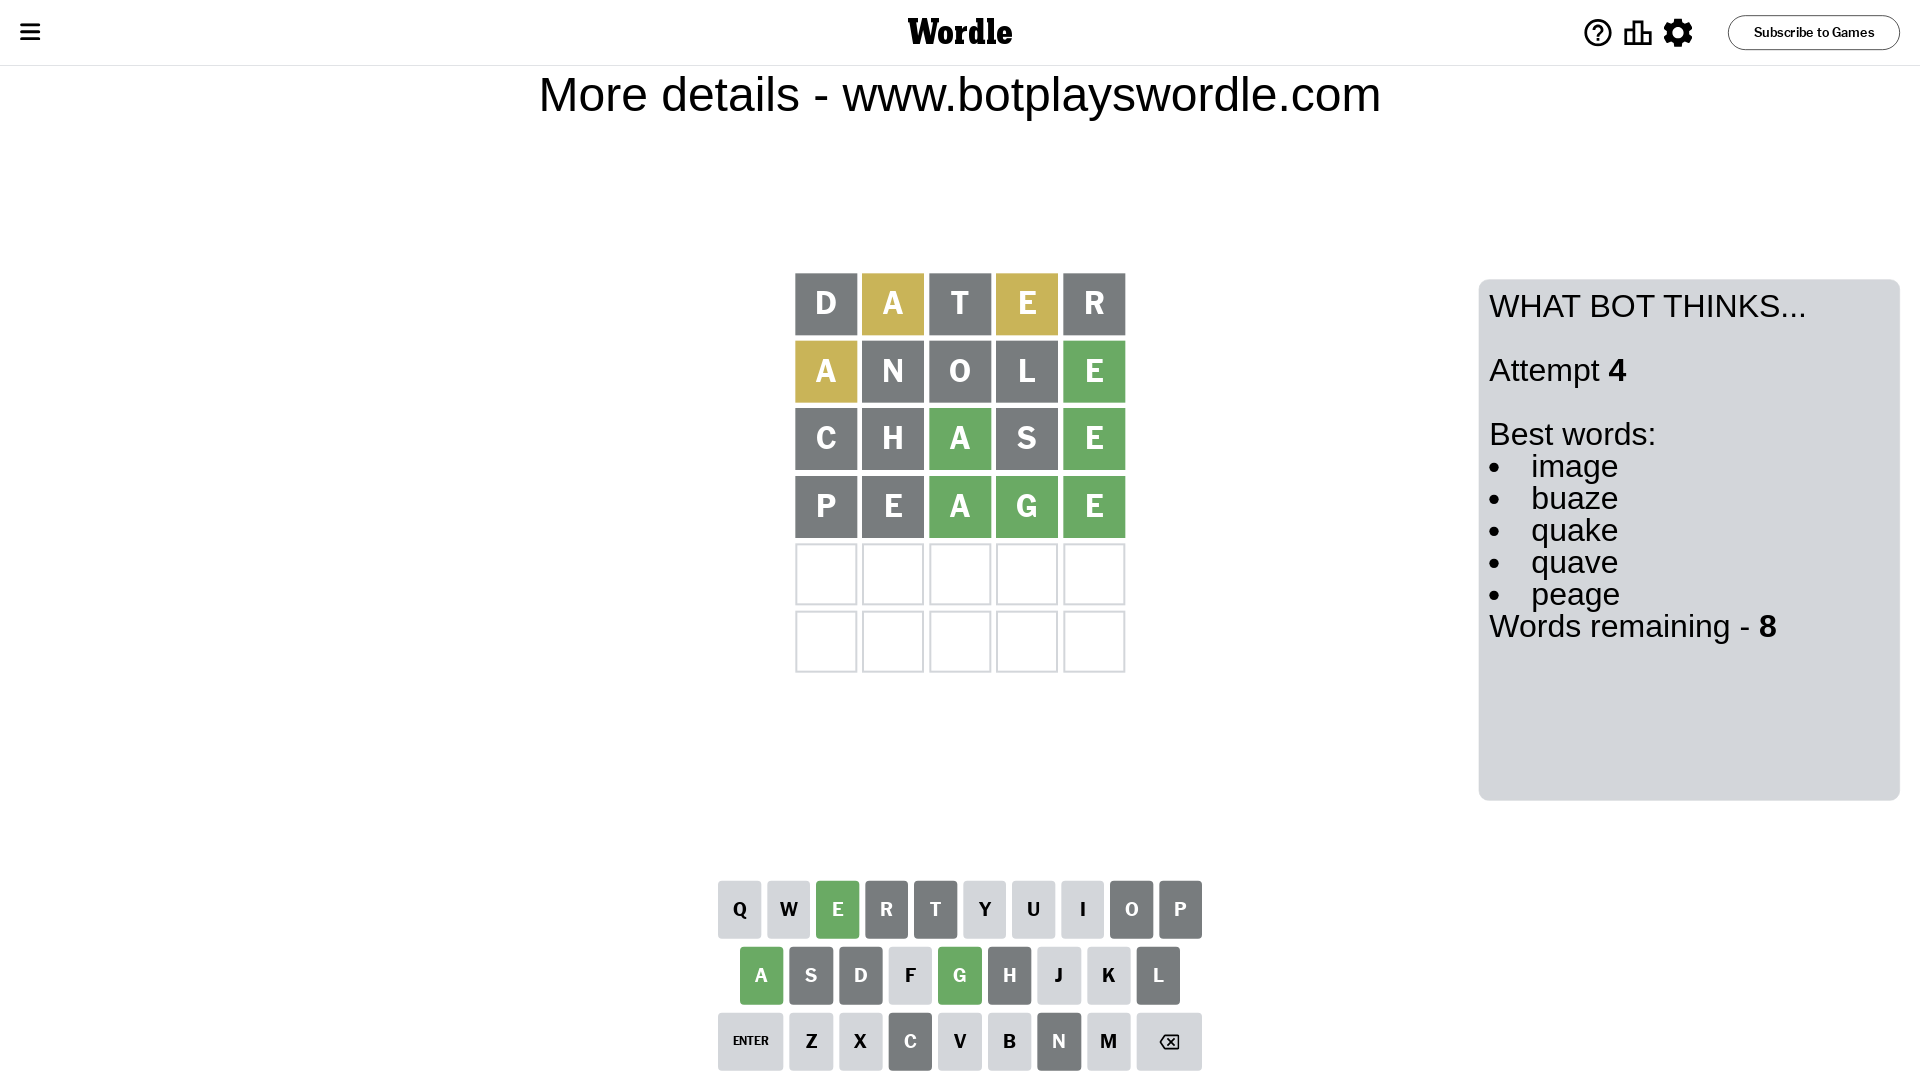 Wordle
Subscribe to Games
More details - www.botplayswordle.com
D A T E R
A N O L E
C H A S E
P E A G E
WHAT BOT THINKS...
Attempt 4
Best words:
• image
• buaze
• quake
• quave
• peage
Words remaining - 8
Q W E R T Y U I O P
A S D F G H J K L
ENTER Z X C V B N M